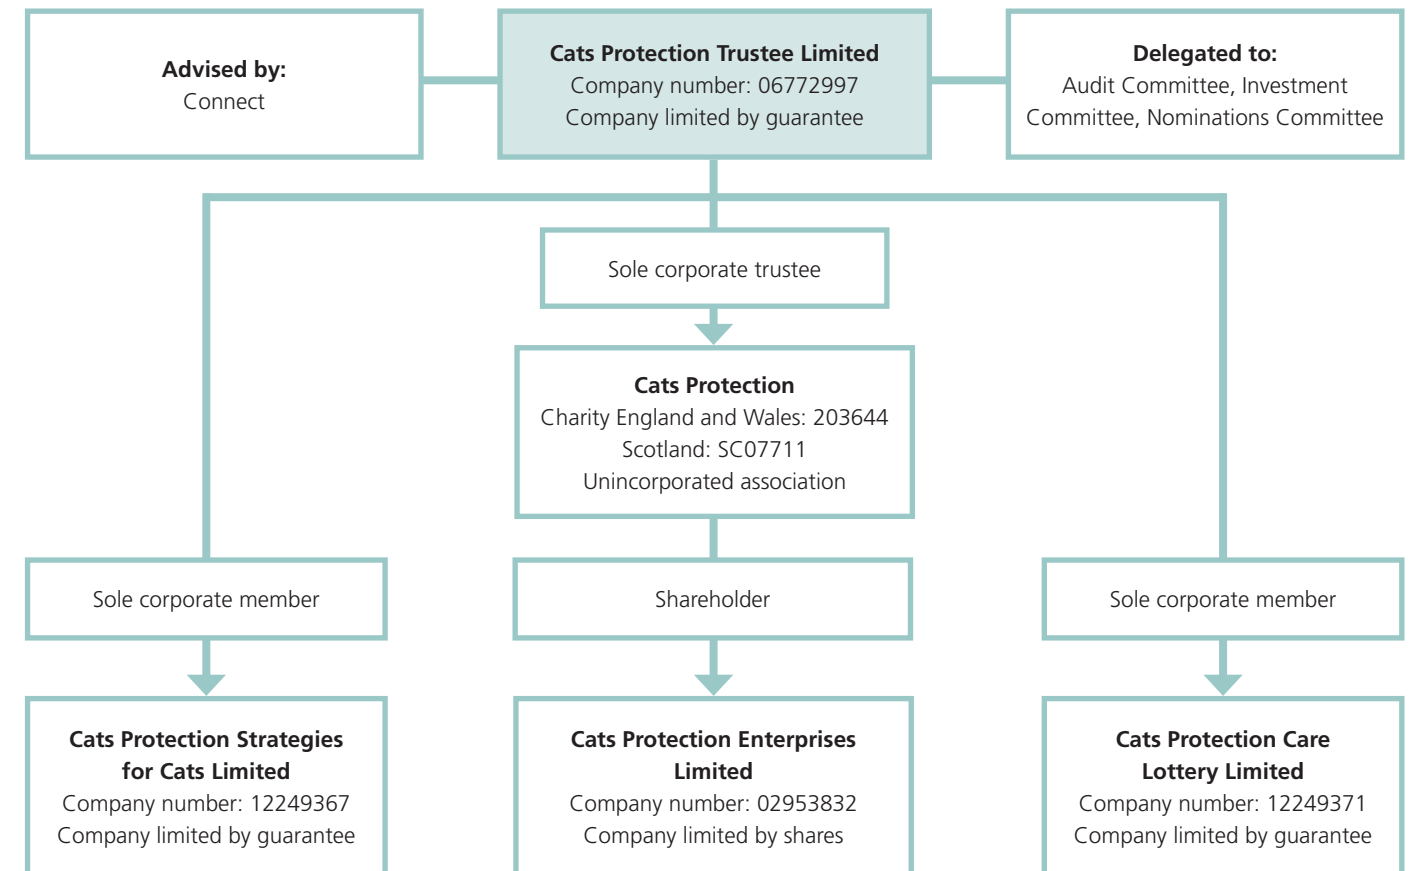 Advised by:
Connect
Cats Protection Trustee Limited
Company number: 06772997
Company limited by guarantee
Delegated to:
Audit Committee, Investment
Committee, Nominations Committee
Sole corporate trustee
Cats Protection
Charity England and Wales: 203644
Scotland: SC07711
Unincorporated association
Sole corporate member
Shareholder
Sole corporate member
Cats Protection Strategies
for Cats Limited
Company number: 12249367
Company limited by guarantee
Cats Protection Enterprises
Limited
Company number: 02953832
Company limited by shares
Cats Protection Care
Lottery Limited
Company number: 12249371
Company limited by guarantee